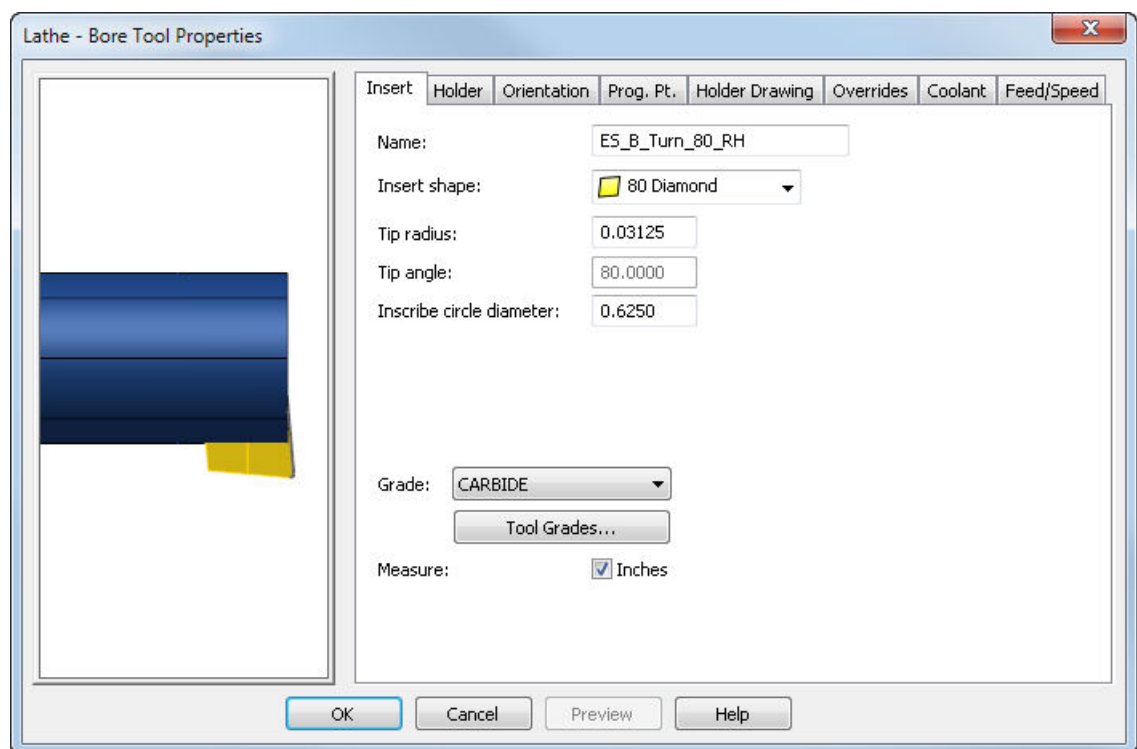 Lathe - Bore Tool Properties
Insert Holder Orientation Prog. Pt. Holder Drawing Overrides Coolant Feed/Speed
Name: ES_B_Turn_80_RH
Insert shape: 80 Diamond
Tip radius: 0.03125
Tip angle: 80.0000
Inscribe circle diameter: 0.6250
Grade: CARBIDE
Tool Grades...
Measure: Inches
OK Cancel Preview Help